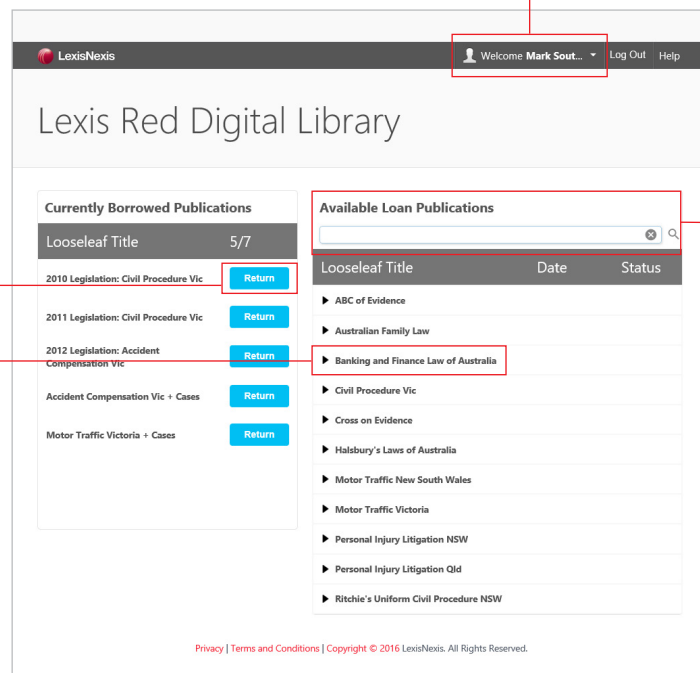 LexisNexis
Welcome Mark Sout... Log Out Help
Lexis Red Digital Library
Currently Borrowed Publications
Looseleaf Title 5/7
2010 Legislation: Civil Procedure Vic Return
2011 Legislation: Civil Procedure Vic Return
2012 Legislation: Accident
Compensation Vic
Return
Accident Compensation Vic + Cases Return
Motor Traffic Victoria + Cases Return
Available Loan Publications
Looseleaf Title Date Status
ABC of Evidence
Australian Family Law
Banking and Finance Law of Australia
Civil Procedure Vic
Cross on Evidence
Halsbury's Laws of Australia
Motor Traffic New South Wales
Motor Traffic Victoria
Personal Injury Litigation NSW
Personal Injury Litigation Qld
Ritchie's Uniform Civil Procedure NSW
Privacy | Terms and Conditions | Copyright © 2016 LexisNexis. All Rights Reserved.